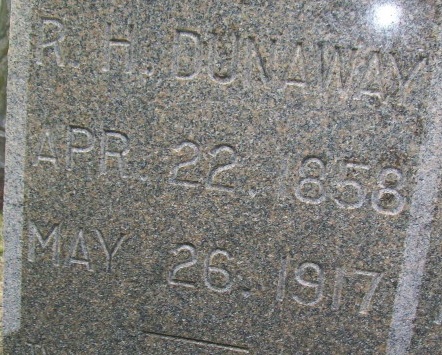 R. H. DUNAWAY
APR. 22. 1858
MAY 26. 1917